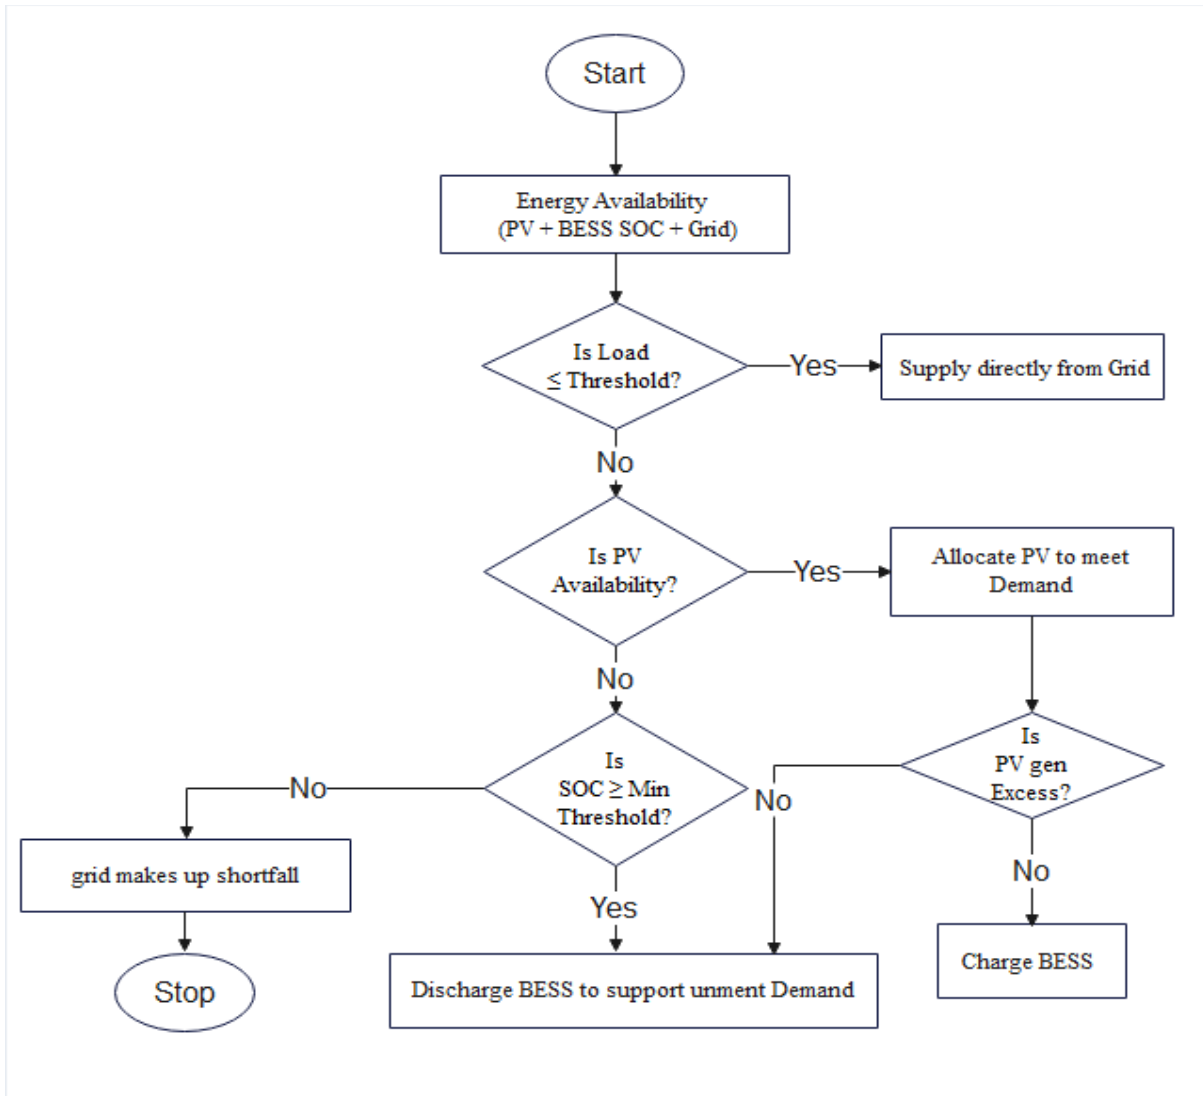 Start
Energy Availability
(PV + BESS SOC + Grid)
Is Load
≤ Threshold?
Yes
Supply directly from Grid
No
Is PV
Availability?
Yes
Allocate PV to meet
Demand
No
Is
SOC ≥ Min
Threshold?
No
Is
PV gen
Excess?
No
No
grid makes up shortfall
Yes
Stop
Discharge BESS to support unment Demand
Charge BESS